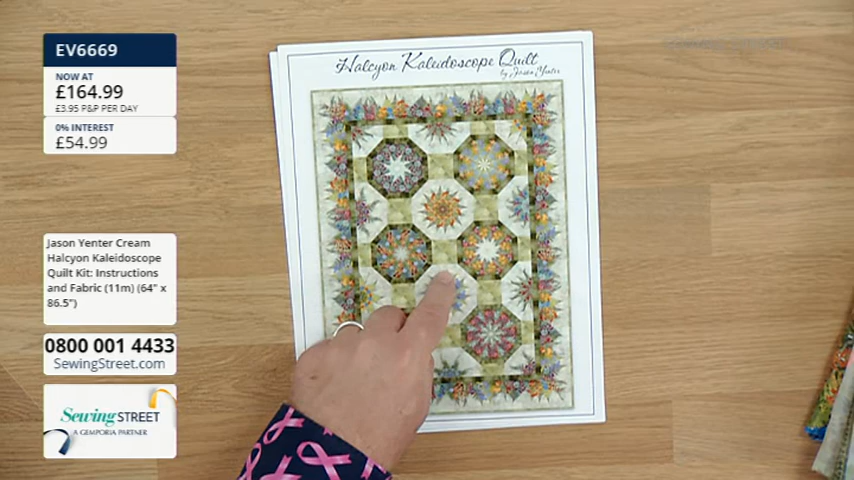 EV6669
NOW AT
£164.99
£3.95 P&P PER DAY
0% INTEREST
£54.99
Jason Yenter Cream
Halcyon Kaleidoscope
Quilt Kit: Instructions
and Fabric (11m) (64" x
86.5")
0800 001 4433
SewingStreet.com
Sewing STREET
A GEMPORIA PARTNER
Halcyon Kaleidoscope Quilt
by Jason Yenter